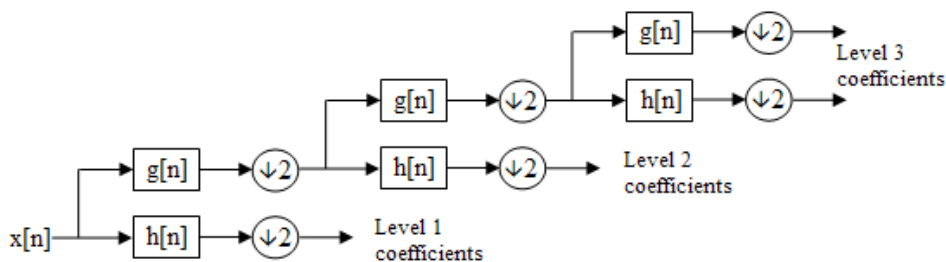 g[n] ↓2
Level 3
coefficients
g[n] ↓2 h[n] ↓2
Level 2
coefficients
g[n] ↓2 h[n] ↓2
x[n] h[n] ↓2
Level 1
coefficients